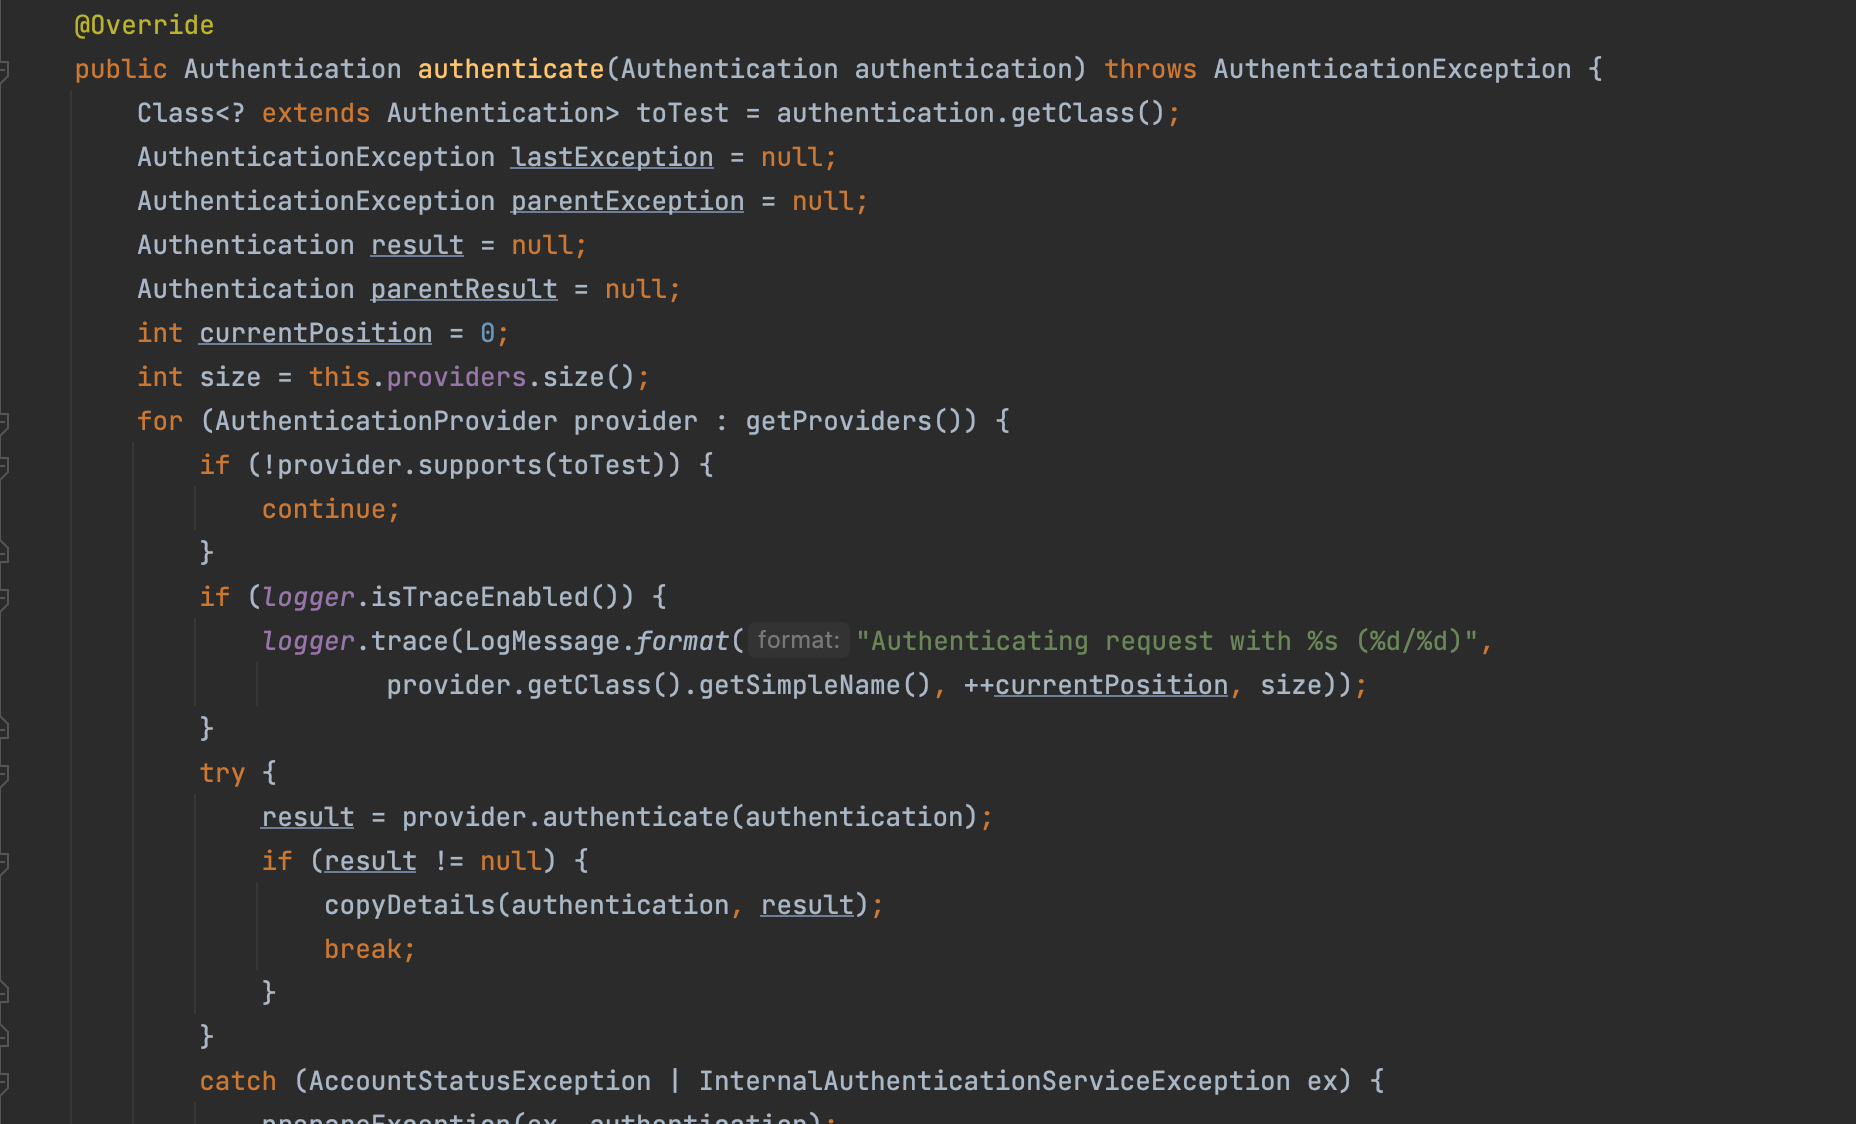 @Override
public Authentication authenticate(Authentication authentication) throws AuthenticationException {
Class<? extends Authentication> toTest = authentication.getClass();
AuthenticationException lastException = null;
AuthenticationException parentException = null;
Authentication result = null;
Authentication parentResult = null;
int currentPosition = 0;
int size = this.providers.size();
for (AuthenticationProvider provider : getProviders()) {
if (!provider.supports(toTest)) {
continue;
}
if (logger.isTraceEnabled()) {
logger.trace(LogMessage.format( format: "Authenticating request with %s (%d/%d)",
provider.getClass().getSimpleName(), ++currentPosition, size));
}
try {
result = provider.authenticate(authentication);
if (result != null) {
copyDetails(authentication, result);
break;
}
}
catch (AccountStatusException | InternalAuthenticationServiceException ex) {
prepareException(ex, authentication);